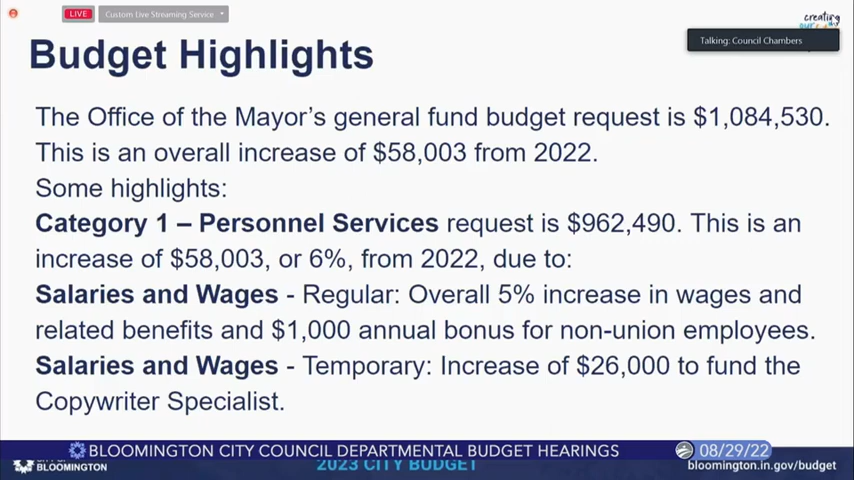 LIVE
Custom Live Streaming Service
creating
Talking: Council Chambers
Budget Highlights
The Office of the Mayor's general fund budget request is $1,084,530.
This is an overall increase of $58,003 from 2022.
Some highlights:
Category 1 – Personnel Services request is $962,490. This is an
increase of $58,003, or 6%, from 2022, due to:
Salaries and Wages - Regular: Overall 5% increase in wages and
related benefits and $1,000 annual bonus for non-union employees.
Salaries and Wages - Temporary: Increase of $26,000 to fund the
Copywriter Specialist.
BLOOMINGTON CITY COUNCIL DEPARTMENTAL BUDGET HEARINGS
08/29/22
BLOOMINGTON
2023 CITY BUDGET
bloomington.in.gov/budget